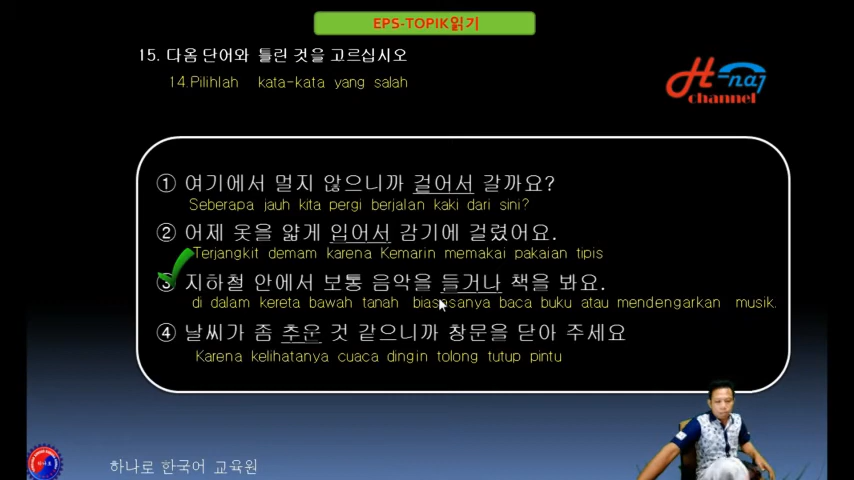 EPS-TOPIK읽기
15. 다옴 단어와 틀린 것을 고르십시오
14.Pilihlah kata-kata yang salah
H-naj
channel
① 여기에서 멀지 않으니까 걸어서 갈까요?
Seberapa jauh kita pergi berjalan kaki dari sini?
② 어제 옷을 얇게 입어서 감기에 걸렸어요.
Terjangkit demam karena Kemarin memakai pakaian tipis
③ 지하철 안에서 보통 음악을 들거나 책을 봐요.
di dalam kereta bawah tanah biasasanya baca buku atau mendengarkan musik.
④ 날씨가 좀 추운 것 같으니까 창문을 닫아 주세요
Karena kelihatanya cuaca dingin tolong tutup pintu
하나로 한국어 교육원